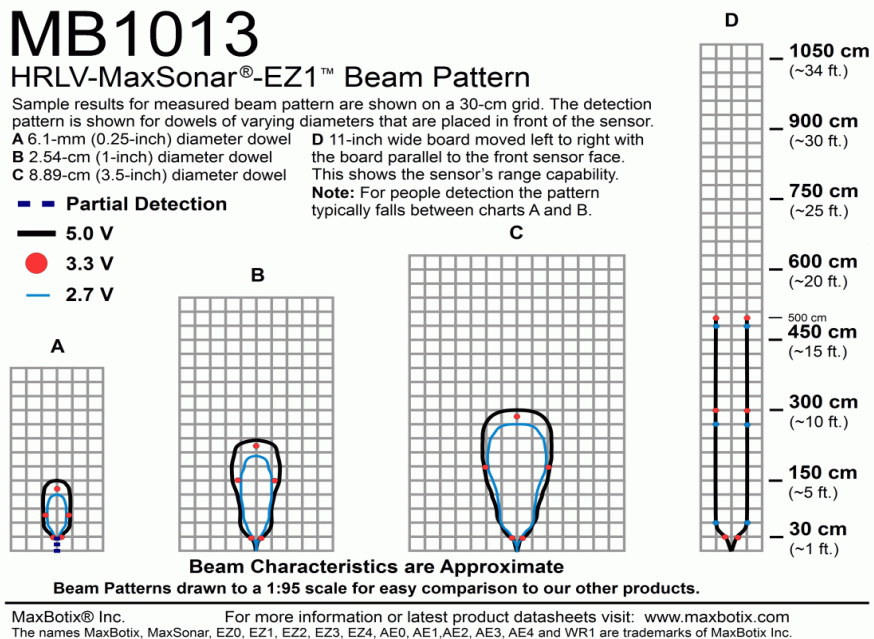 MB1013
HRLV-MaxSonar®-EZ1™ Beam Pattern
Sample results for measured beam pattern are shown on a 30-cm grid. The detection
pattern is shown for dowels of varying diameters that are placed in front of the sensor.
A 6.1-mm (0.25-inch) diameter dowel
B 2.54-cm (1-inch) diameter dowel
C 8.89-cm (3.5-inch) diameter dowel
D 11-inch wide board moved left to right with
the board parallel to the front sensor face.
This shows the sensor's range capability.
Note: For people detection the pattern
typically falls between charts A and B.
Partial Detection
5.0 V
3.3 V
2.7 V
A
B
C
D
1050 cm
(~34 ft.)
900 cm
(~30 ft.)
750 cm
(~25 ft.)
600 cm
(~20 ft.)
500 cm
450 cm
(~15 ft.)
300 cm
(~10 ft.)
150 cm
(~5 ft.)
30 cm
(~1 ft.)
Beam Characteristics are Approximate
Beam Patterns drawn to a 1:95 scale for easy comparison to our other products.
MaxBotix® Inc.
For more information or latest product datasheets visit: www.maxbotix.com
The names MaxBotix, MaxSonar, EZ0, EZ1, EZ2, EZ3, EZ4, AE0, AE1,AE2, AE3, AE4 and WR1 are trademarks of MaxBotix Inc.